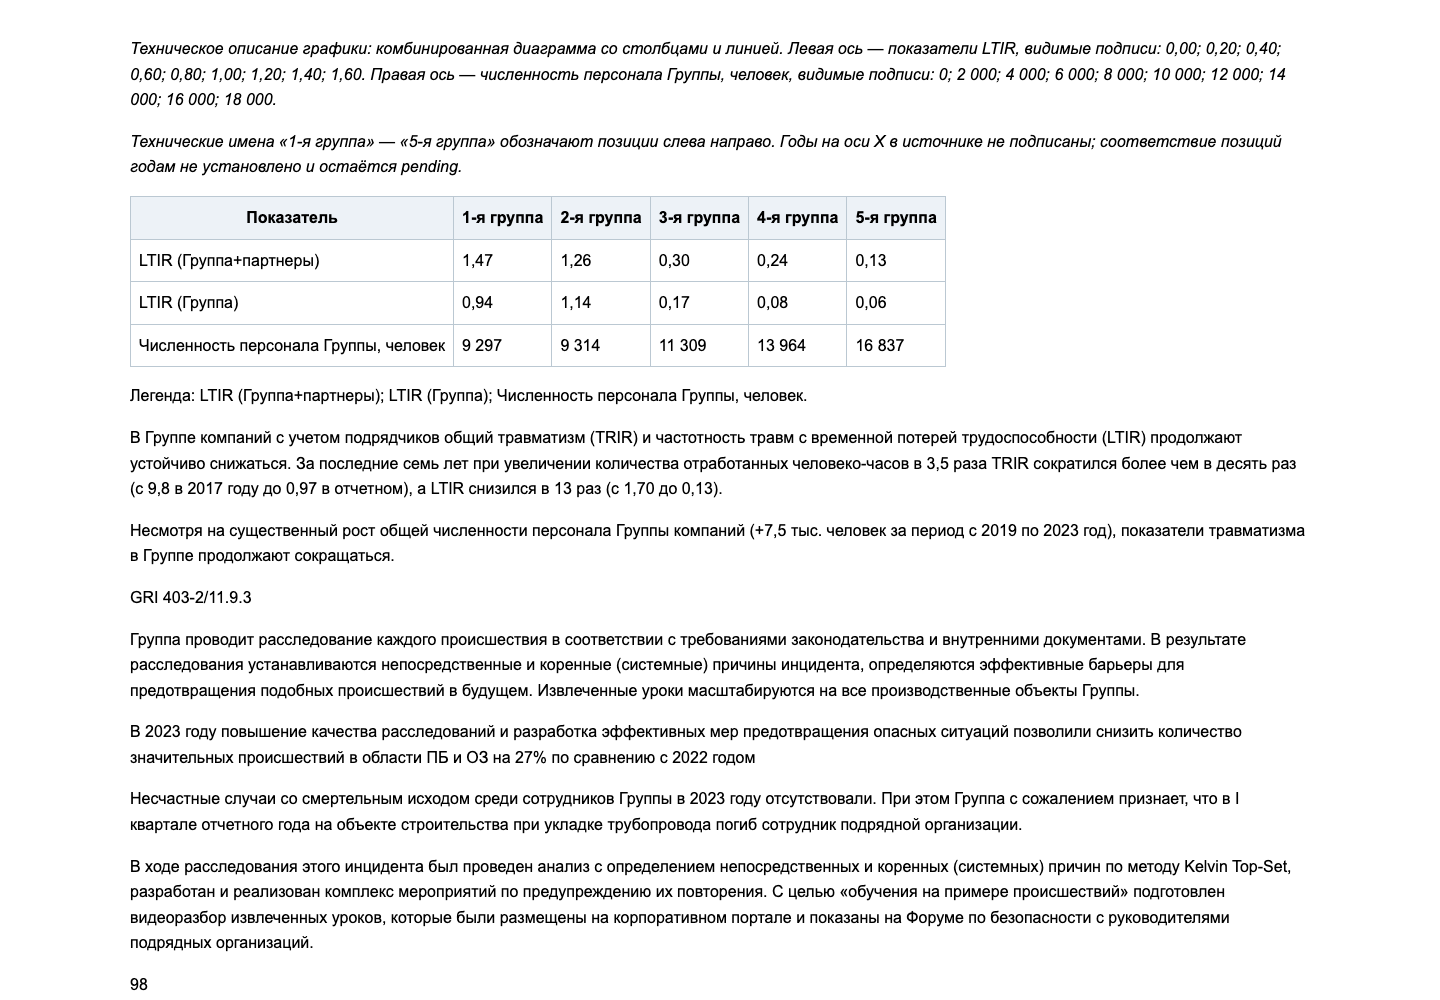 Техническое описание графики: комбинированная диаграмма со столбцами и линией. Левая ось — показатели LTIR, видимые подписи: 0,00; 0,20; 0,40;
0,60; 0,80; 1,00; 1,20; 1,40; 1,60. Правая ось — численность персонала Группы, человек, видимые подписи: 0; 2 000; 4 000; 6 000; 8 000; 10 000; 12 000; 14
000; 16 000; 18 000.
Технические имена «1-я группа» — «5-я группа» обозначают позиции слева направо. Годы на оси X в источнике не подписаны; соответствие позиций
годам не установлено и остаётся pending.
Показатель 1-я группа 2-я группа 3-я группа 4-я группа 5-я группа
LTIR (Группа+партнеры) 1,47 1,26 0,30 0,24 0,13
LTIR (Группа) 0,94 1,14 0,17 0,08 0,06
Численность персонала Группы, человек 9 297 9 314 11 309 13 964 16 837
Легенда: LTIR (Группа+партнеры); LTIR (Группа); Численность персонала Группы, человек.
В Группе компаний с учетом подрядчиков общий травматизм (TRIR) и частотность травм с временной потерей трудоспособности (LTIR) продолжают
устойчиво снижаться. За последние семь лет при увеличении количества отработанных человеко-часов в 3,5 раза TRIR сократился более чем в десять раз
(с 9,8 в 2017 году до 0,97 в отчетном), а LTIR снизился в 13 раз (с 1,70 до 0,13).
Несмотря на существенный рост общей численности персонала Группы компаний (+7,5 тыс. человек за период с 2019 по 2023 год), показатели травматизма
в Группе продолжают сокращаться.
GRI 403-2/11.9.3
Группа проводит расследование каждого происшествия в соответствии с требованиями законодательства и внутренними документами. В результате
расследования устанавливаются непосредственные и коренные (системные) причины инцидента, определяются эффективные барьеры для
предотвращения подобных происшествий в будущем. Извлеченные уроки масштабируются на все производственные объекты Группы.
В 2023 году повышение качества расследований и разработка эффективных мер предотвращения опасных ситуаций позволили снизить количество
значительных происшествий в области ПБ и ОЗ на 27% по сравнению с 2022 годом
Несчастные случаи со смертельным исходом среди сотрудников Группы в 2023 году отсутствовали. При этом Группа с сожалением признает, что в I
квартале отчетного года на объекте строительства при укладке трубопровода погиб сотрудник подрядной организации.
В ходе расследования этого инцидента был проведен анализ с определением непосредственных и коренных (системных) причин по методу Kelvin Top-Set,
разработан и реализован комплекс мероприятий по предупреждению их повторения. С целью «обучения на примере происшествий» подготовлен
видеоразбор извлеченных уроков, которые были размещены на корпоративном портале и показаны на Форуме по безопасности с руководителями
подрядных организаций.
98